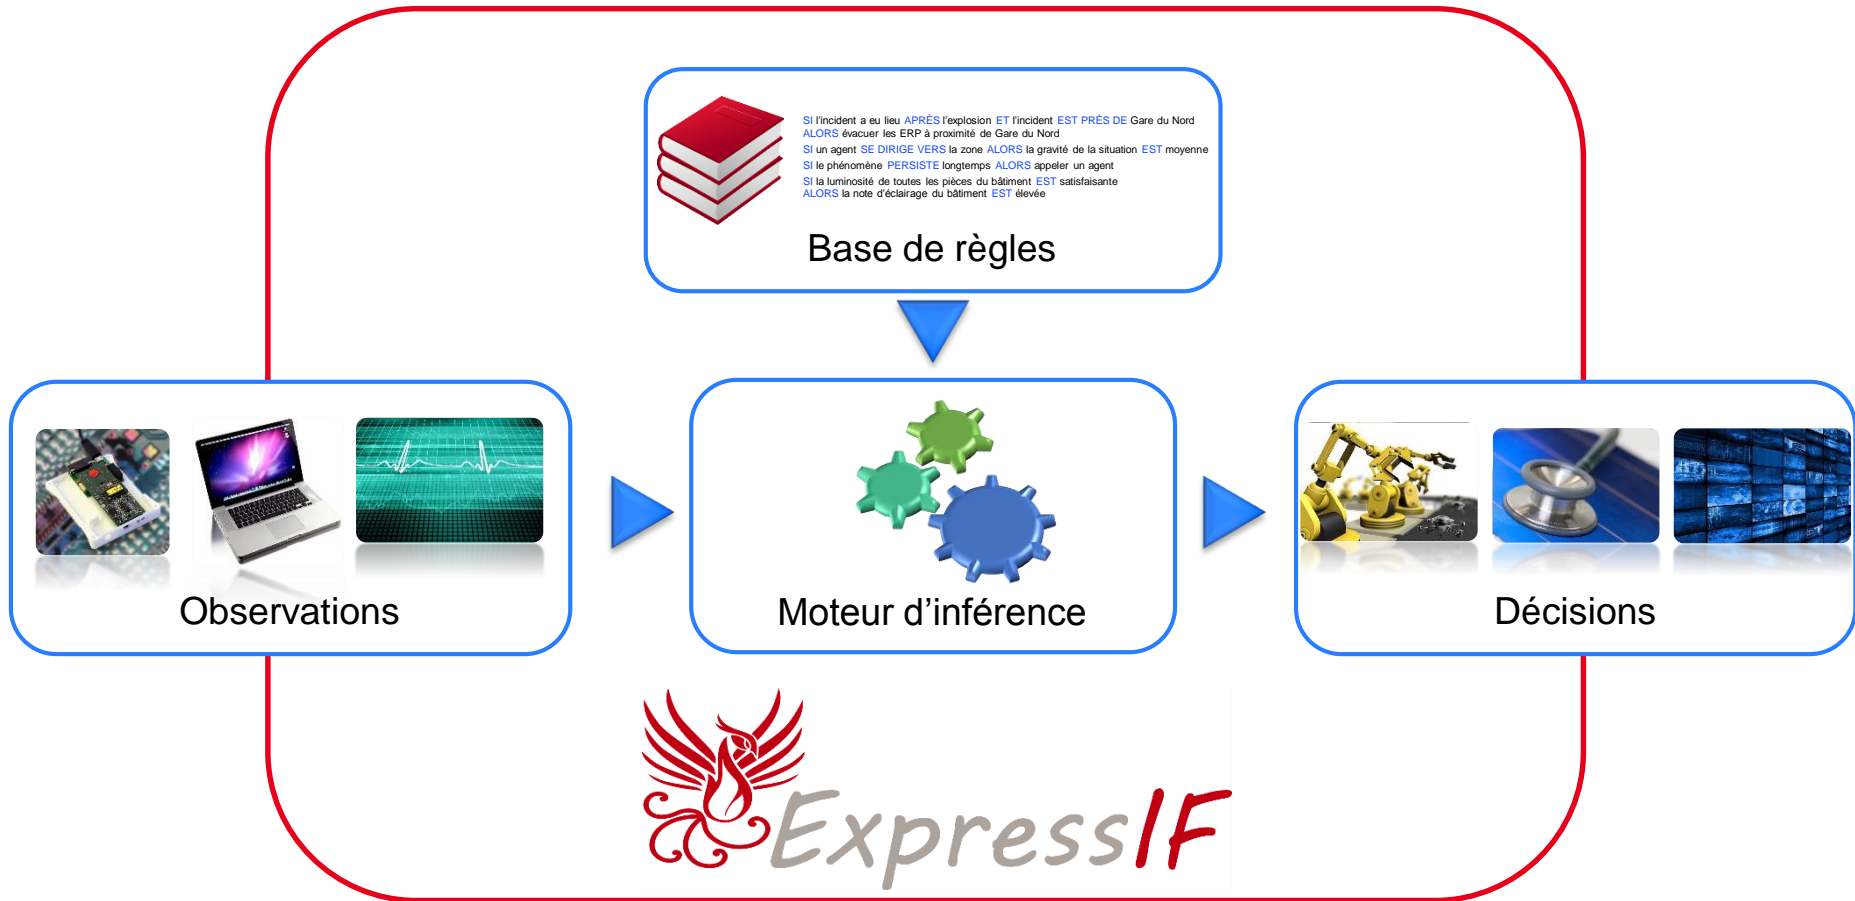 SI l'incident a eu lieu APRÈS l'explosion ET l'incident EST PRÈS DE Gare du Nord
ALORS évacuer les ERP à proximité de Gare du Nord
SI un agent SE DIRIGE VERS la zone ALORS la gravité de la situation EST moyenne
SI le phénomène PERSISTE longtemps ALORS appeler un agent
SI la luminosité de toutes les pièces du bâtiment EST satisfaisante
ALORS la note d'éclairage du bâtiment EST élevée
Base de règles
Observations
Moteur d'inférence
Décisions
ExpressIF